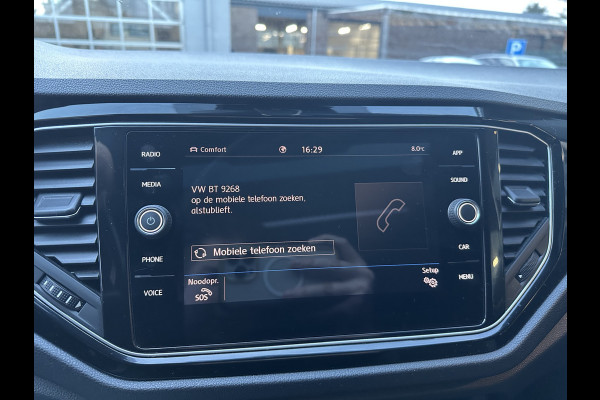 RADIO
Comfort
16:29
8.0°C
APP
MEDIA
SOUND
VW BT 9268
op de mobiele telefoon zoeken,
alstublieft.
PHONE
Mobiele telefoon zoeken
CAR
VOICE
Noodopr.
SOS
Setup
MENU
P